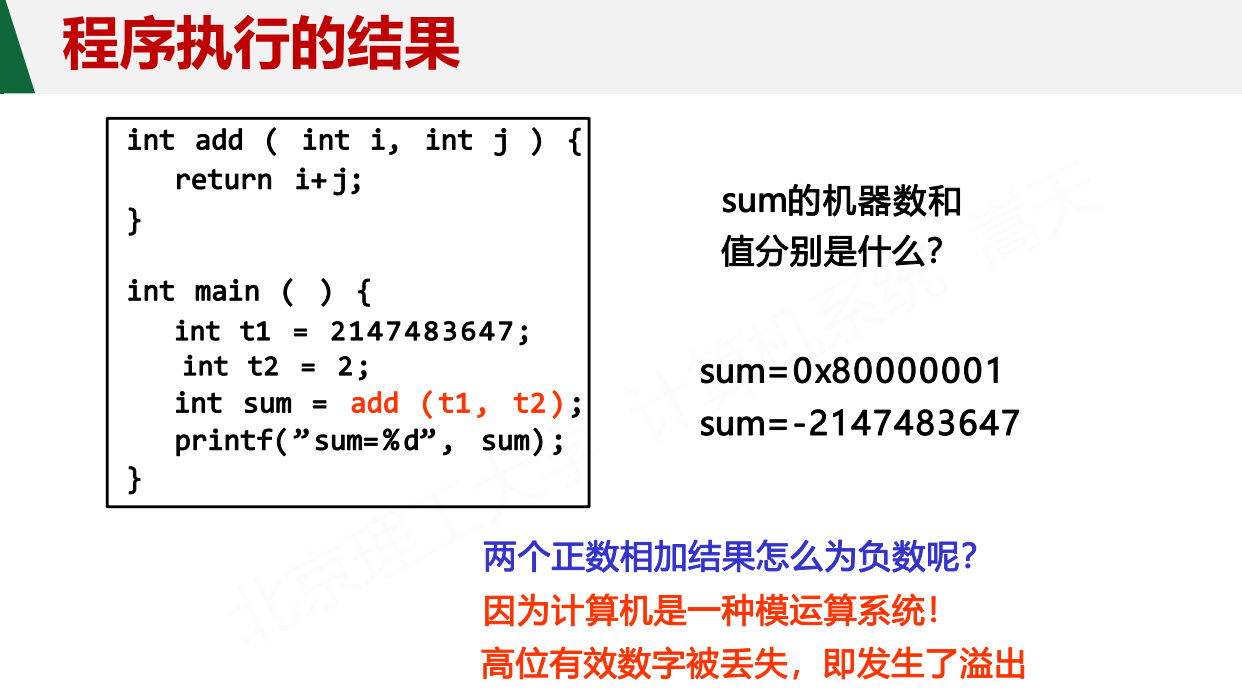 程序执行的结果
int add ( int i, int j ) {
return i+j;
}
int main ( ) {
int t1 = 2147483647;
int t2 = 2;
int sum = add (t1, t2);
printf(”sum=%d”, sum);
}
sum的机器数和
值分别是什么？
sum=0x80000001
sum=-2147483647
两个正数相加结果怎么为负数呢？
因为计算机是一种模运算系统！
高位有效数字被丢失，即发生了溢出
北京理工大学 计算机系统 嵩天